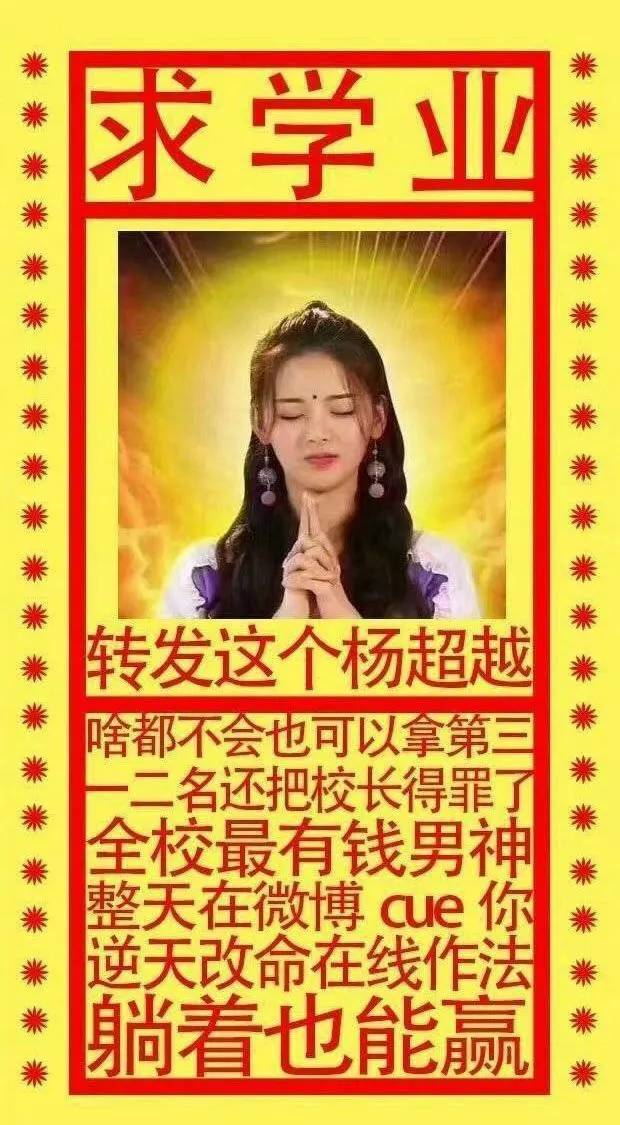 求学业
转发这个杨超越
啥都不会也可以拿第三
一二名还把校长得罪了
全校最有钱男神
整天在微博 cue 你
逆天改命在线作法
躺着也能赢